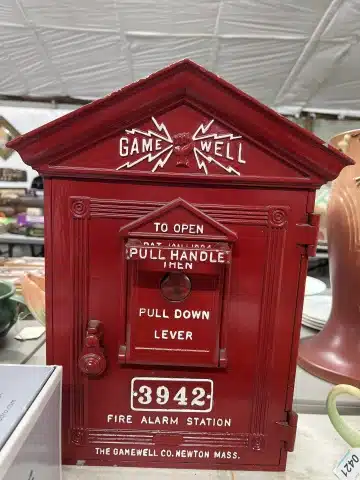 GAME WELL
TO OPEN
PULL HANDLE
THEN
PULL DOWN
LEVER
3942
FIRE ALARM STATION
THE GAMEWELL CO. NEWTON MASS.
0421